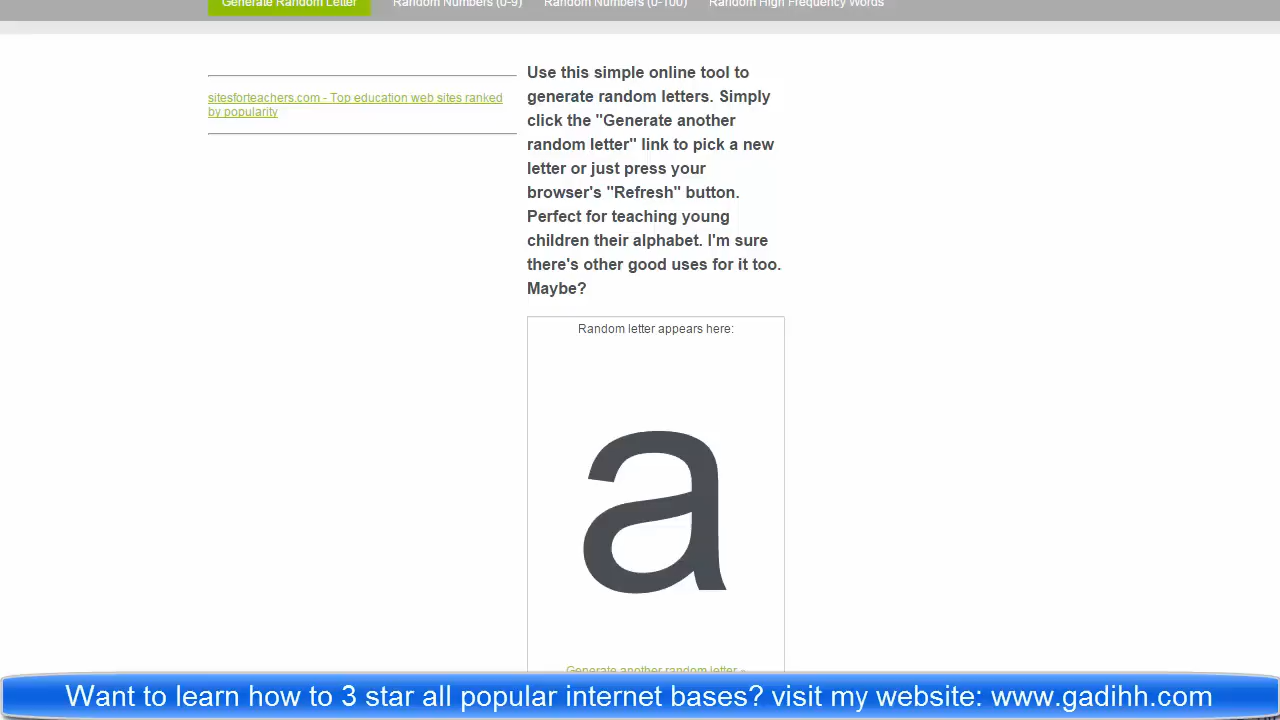 Generate Random Letter Random Numbers (0-9) Random Numbers (0-100) Random High Frequency Words
sitesforteachers.com - Top education web sites ranked
by popularity
Use this simple online tool to
generate random letters. Simply
click the "Generate another
random letter" link to pick a new
letter or just press your
browser's "Refresh" button.
Perfect for teaching young
children their alphabet. I'm sure
there's other good uses for it too.
Maybe?
Random letter appears here:
a
Generate another random letter »
Want to learn how to 3 star all popular internet bases? visit my website: www.gadihh.com